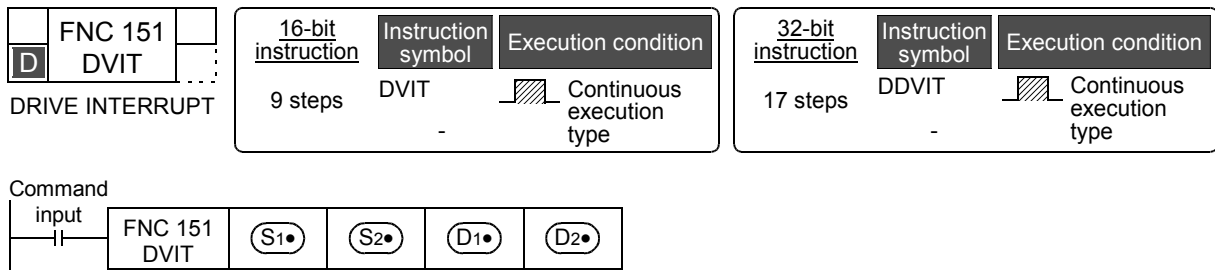 FNC 151
D DVIT
DRIVE INTERRUPT
16-bit instruction
Instruction symbol
Execution condition
9 steps
DVIT
Continuous execution type
-
32-bit instruction
Instruction symbol
Execution condition
17 steps
DDVIT
Continuous execution type
-
Command input
FNC 151 DVIT
S1•
S2•
D1•
D2•